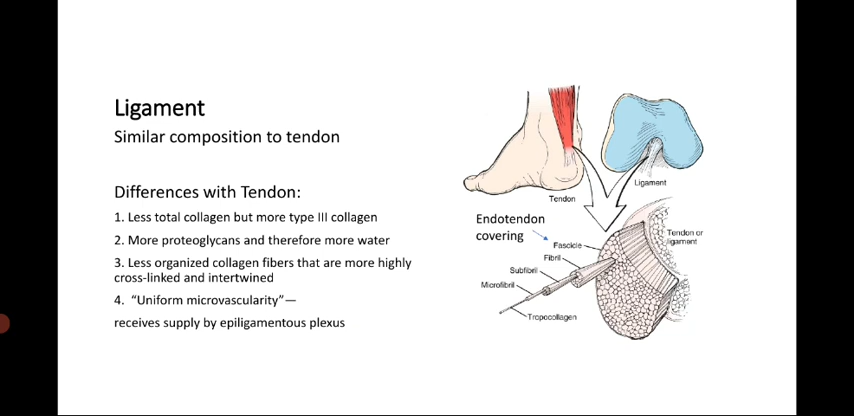 Ligament
Similar composition to tendon
Differences with Tendon:
1. Less total collagen but more type III collagen
2. More proteoglycans and therefore more water
3. Less organized collagen fibers that are more highly
cross-linked and intertwined
4.  “Uniform microvascularity”—
receives supply by epiligamentous plexus
Tendon
Ligament
Endotendon
covering
Tendon or
ligament
Fascicle
Fibril
Subfibril
Microfibril
Tropocollagen